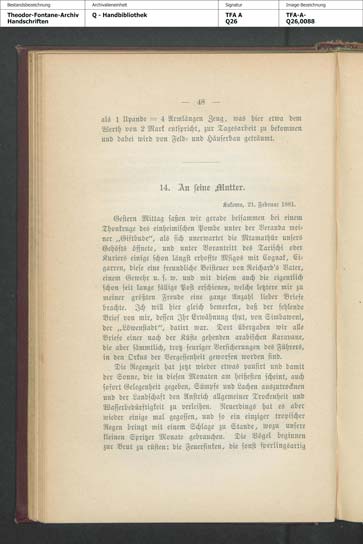 Bestandsbezeichnung
Theodor-Fontane-Archiv
Handschriften
Archivalieneinheit
Q - Handbibliothek
Signatur
TFA A
Q26
Image-Bezeichnung
TFA-A-
Q26,0088
— 48 —
als 1 Upande = 4 Armlängen Zeug, was hier etwa dem
Werth von 2 Mark entspricht, zur Tagesarbeit zu bekommen
und dabei wird von Feld- und Häuserbau geträumt.
14. An seine Mutter.
Kakoma, 21. Februar 1881.
Gestern Mittag saßen wir gerade beisammen bei einem
Thonkruge des einheimischen Pombe unter der Veranda mei-
ner „Giftbude“, als sich unerwartet die Mtamathür unsers
Gehöfts öffnete, und unter Vorantritt des Tarischi oder
Kuriers einige schon längst erhoffte Msigos mit Cognak, Ci-
garren, diese eine freundliche Beisteuer von Reichard's Vater,
einem Gewehr u. s. w. und mit diesem auch die eigentlich
schon seit lange fällige Post erschienen, welche letztere mir zu
meiner größten Freude eine ganze Anzahl lieber Briefe
brachte. Ich will hier gleich bemerken, daß der fehlende
Brief von mir, dessen Ihr Erwähnung thut, von Simbaweni,
der „Löwenstadt“, datirt war. Dort übergaben wir alle
Briefe einer nach der Küste gehenden arabischen Karawane,
die aber sämmtlich, trotz feurigster Versicherungen des Führers,
in den Orkus der Vergessenheit geworfen worden sind.
Die Regenzeit hat jetzt wieder etwas pausirt und damit
der Sonne, die in diesen Monaten am heißesten scheint, auch
sofort Gelegenheit gegeben, Sümpfe und Lachen auszutrocknen
und der Landschaft den Anstrich allgemeiner Trockenheit und
Wasserbedürftigkeit zu verleihen. Neuerdings hat es aber
wieder einige mal gegossen, und so ein einziger tropischer
Regen bringt mit einem Schlage zu Stande, wozu unsere
kleinen Spritzer Monate gebrauchen. Die Vögel beginnen
zur Brut zu rüsten; die Feuerfinken, die sonst sperlingsartig